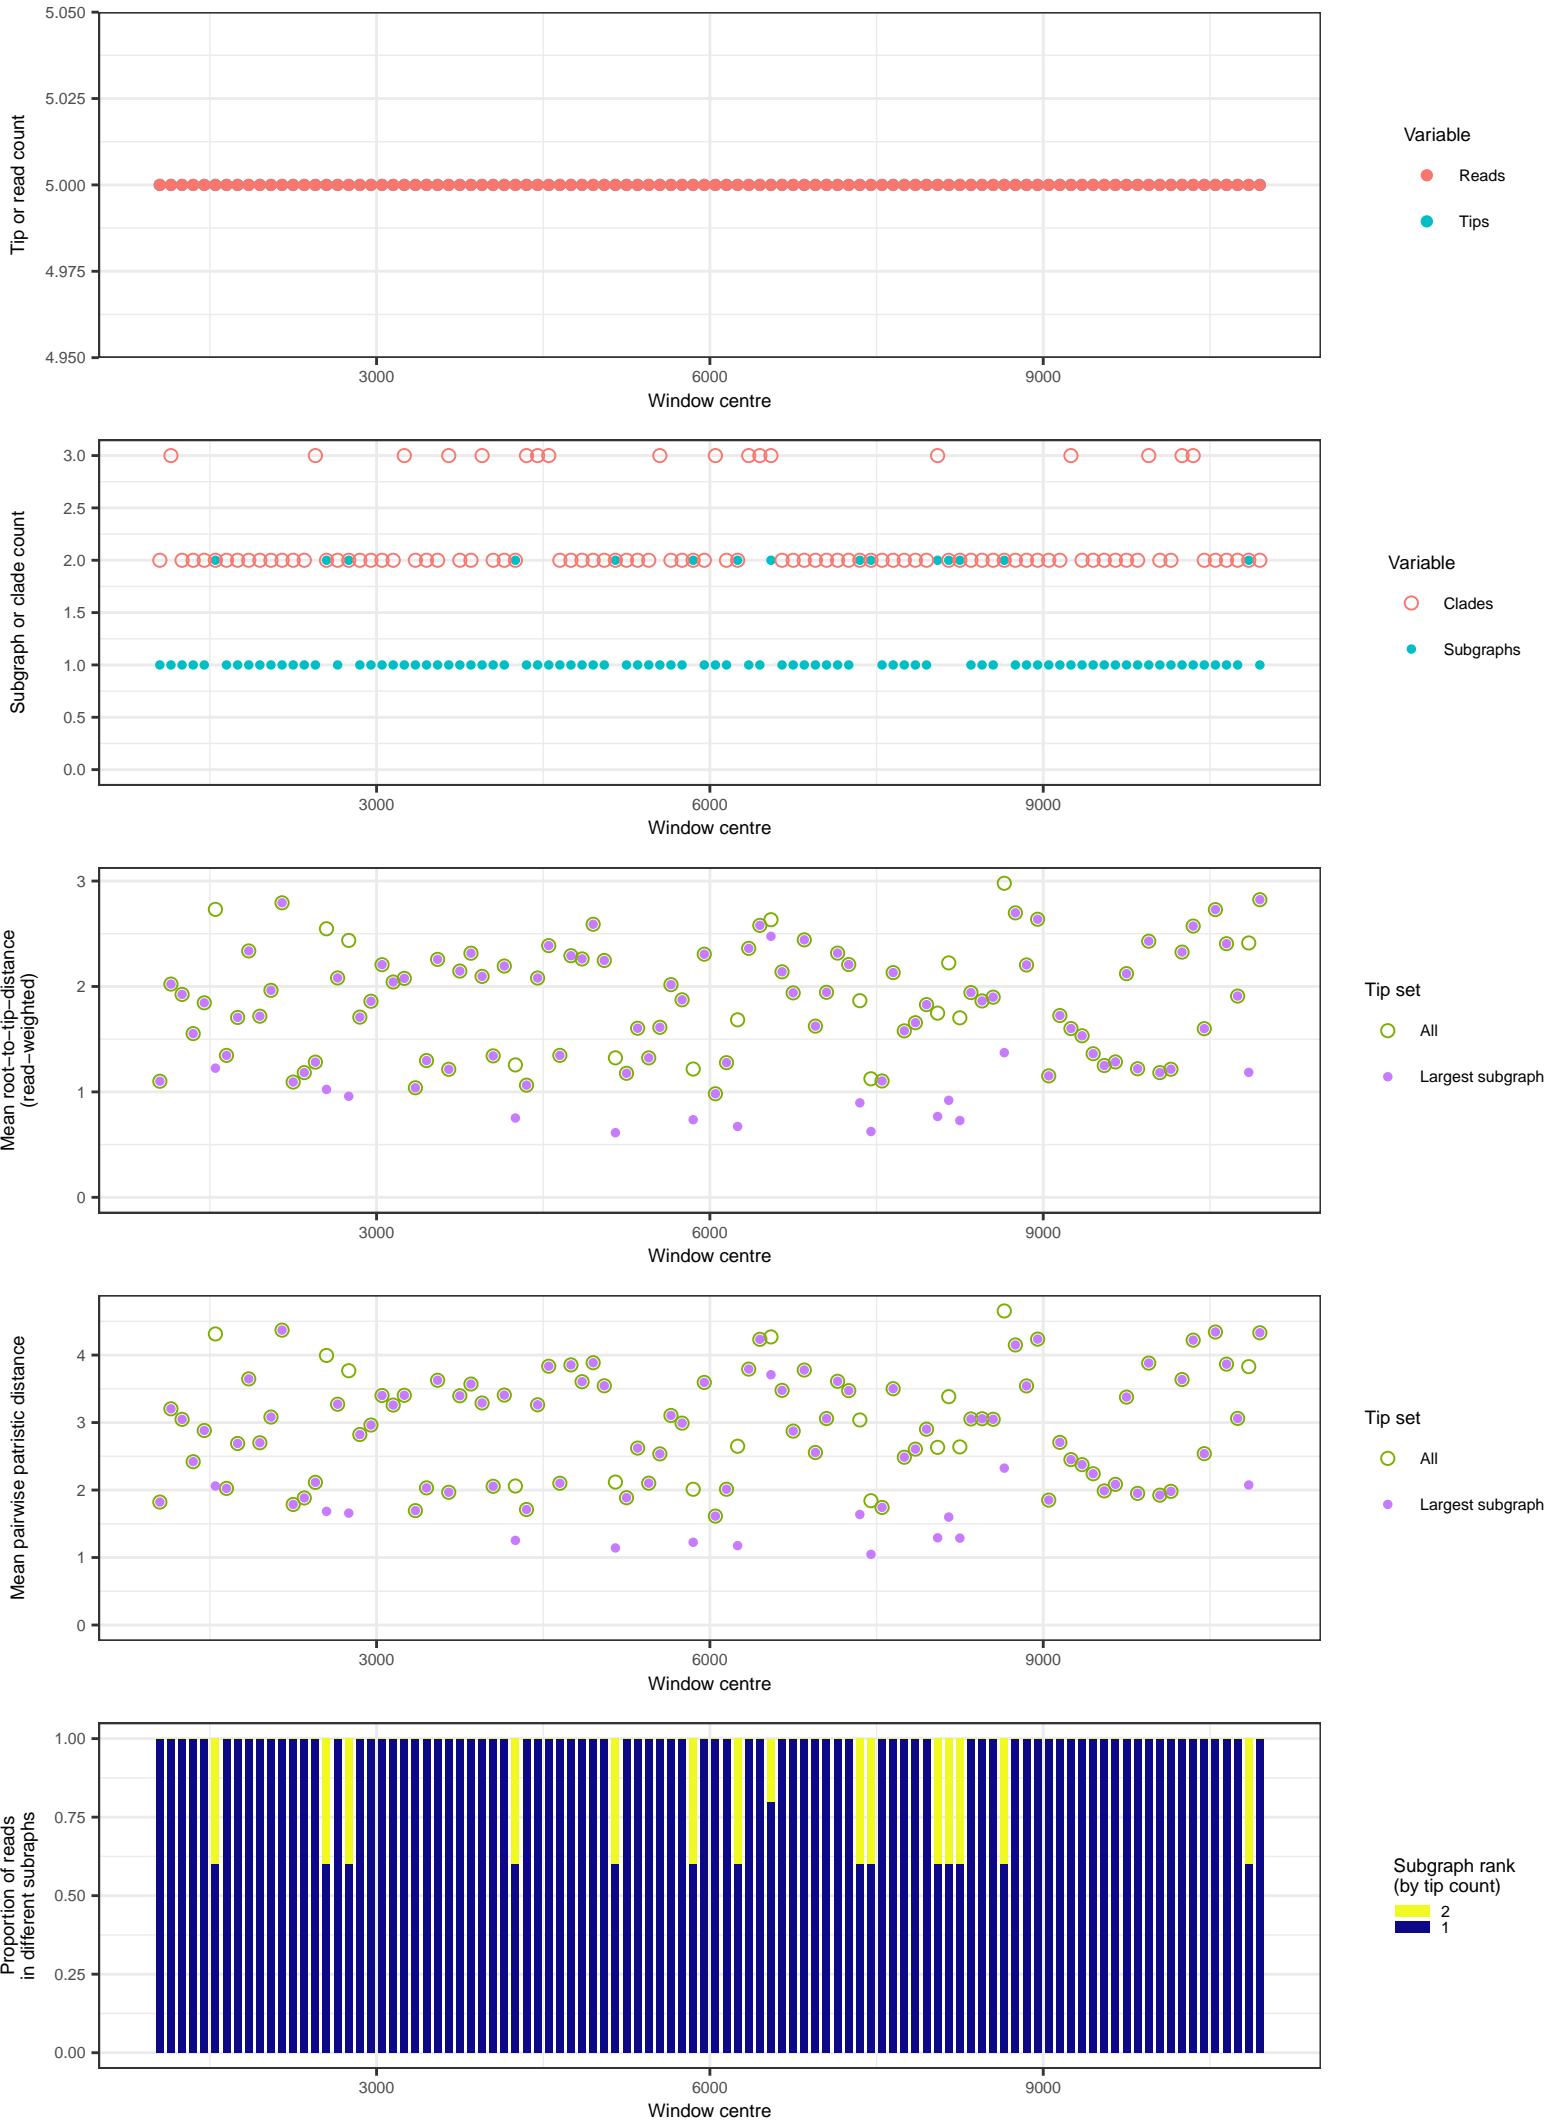 5.050
5.025
5.000
4.975
4.950
Tip or read count
3000 6000 9000
Window centre
Variable
Reads
Tips
3.0
2.5
2.0
1.5
1.0
0.5
0.0
Subgraph or clade count
3000 6000 9000
Window centre
Variable
Clades
Subgraphs
3
2
1
0
Mean root−to−tip−distance
(read−weighted)
3000 6000 9000
Window centre
Tip set
All
Largest subgraph
4
3
2
1
0
Mean pairwise patristic distance
3000 6000 9000
Window centre
Tip set
All
Largest subgraph
1.00
0.75
0.50
0.25
0.00
Proportion of reads
in different subraphs
3000 6000 9000
Window centre
Subgraph rank
(by tip count)
2
1